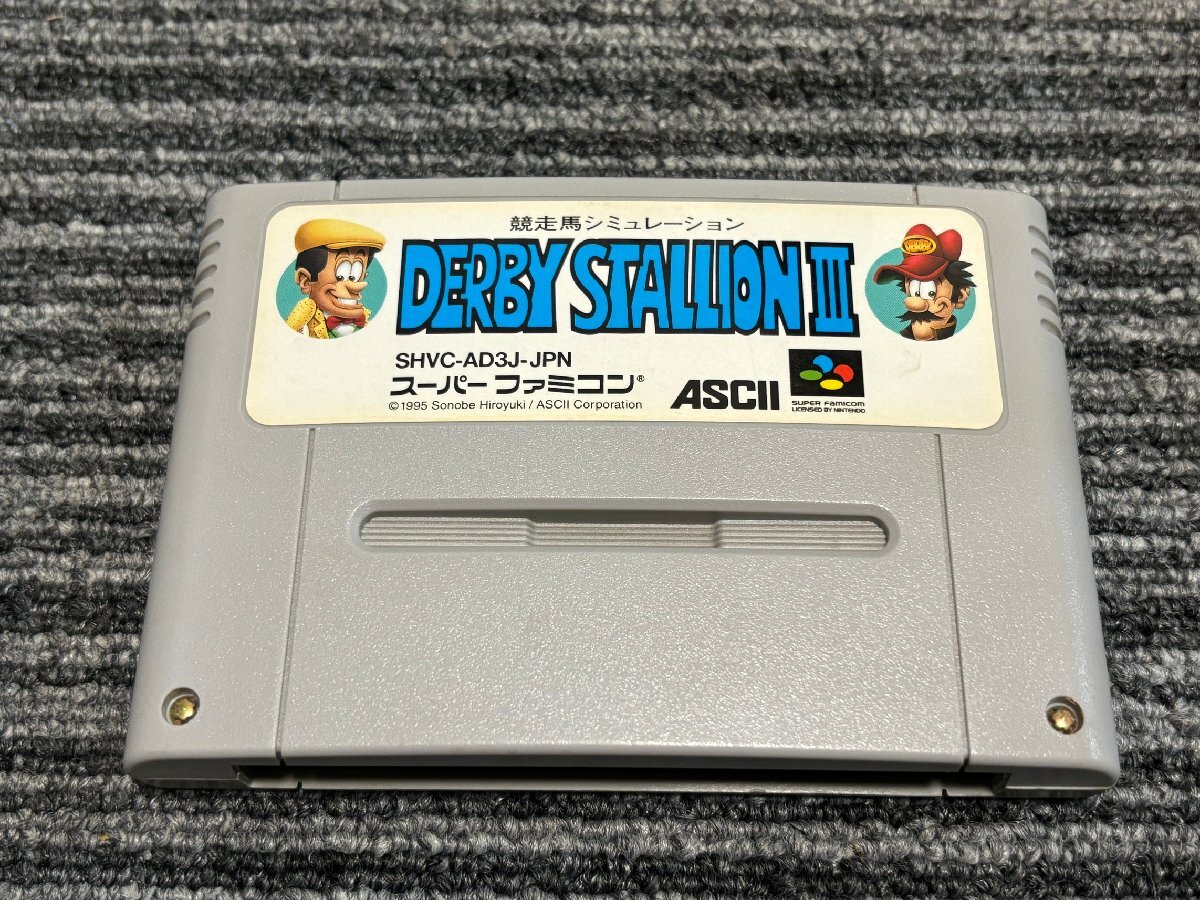 競走馬シミュレーション
DERBY STALLION III
SHVC-AD3J-JPN
スーパーファミコン®
©1995 Sonobe Hiroyuki / ASCII Corporation
ASCII
SUPER FAMICOM
LICENSED BY NINTENDO